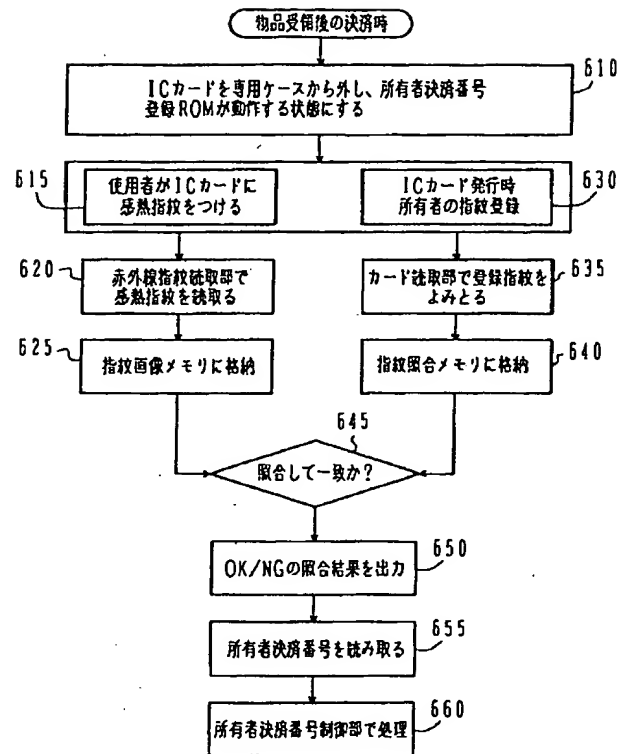 物品受領後の決済時
610
ICカードを専用ケースから外し、所有者決済番号
登録ROMが動作する状態にする
615
使用者がICカードに
感熱指紋をつける
630
ICカード発行時
所有者の指紋登録
620
赤外線指紋読取部で
感熱指紋を読取る
635
カード読取部で登録指紋を
よみとる
625
指紋画像メモリに格納
640
指紋照合メモリに格納
645
照合して一致か?
650
OK/NGの照合結果を出力
655
所有者決済番号を読み取る
660
所有者決済番号制御部で処理